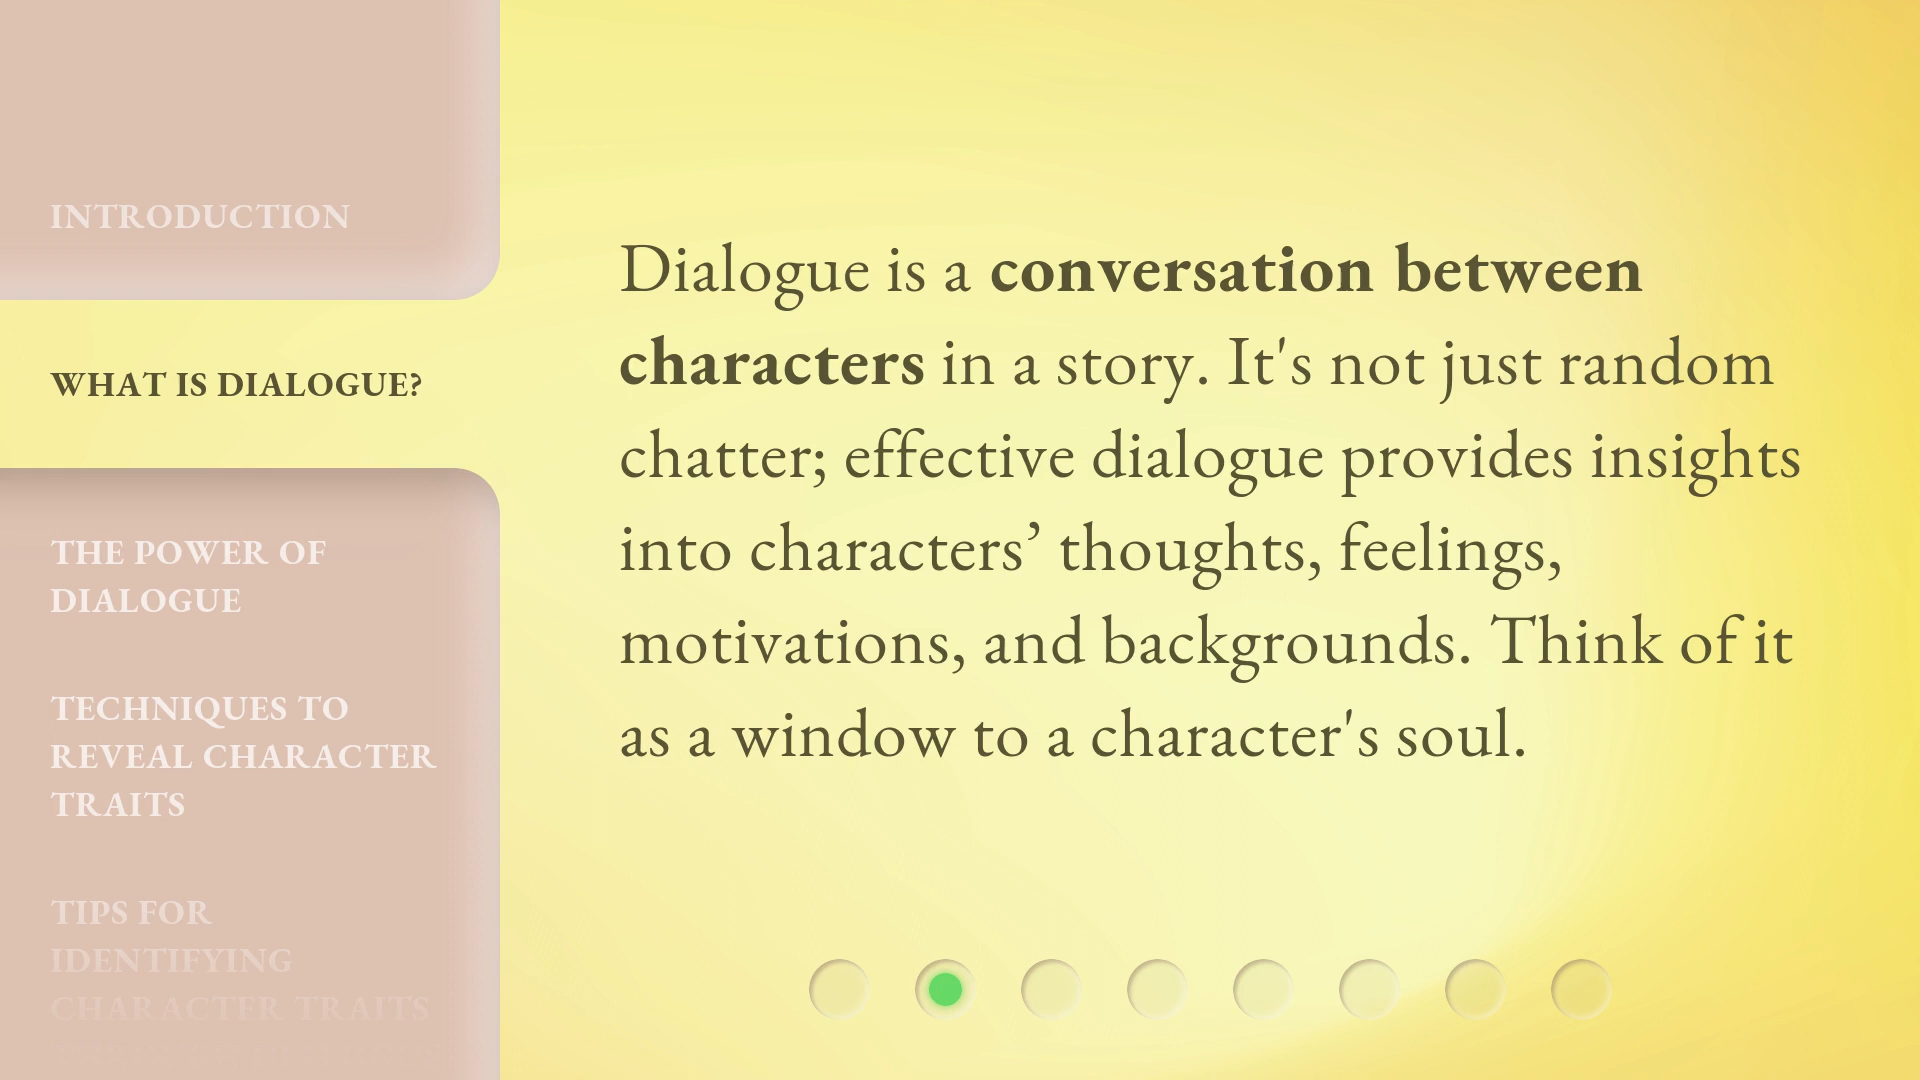 INTRODUCTION
WHAT IS DIALOGUE?
THE POWER OF
DIALOGUE
TECHNIQUES TO
REVEAL CHARACTER
TRAITS
TIPS FOR
IDENTIFYING
CHARACTER TRAITS
Dialogue is a conversation between
characters in a story. It's not just random
chatter; effective dialogue provides insights
into characters’ thoughts, feelings,
motivations, and backgrounds. Think of it
as a window to a character's soul.